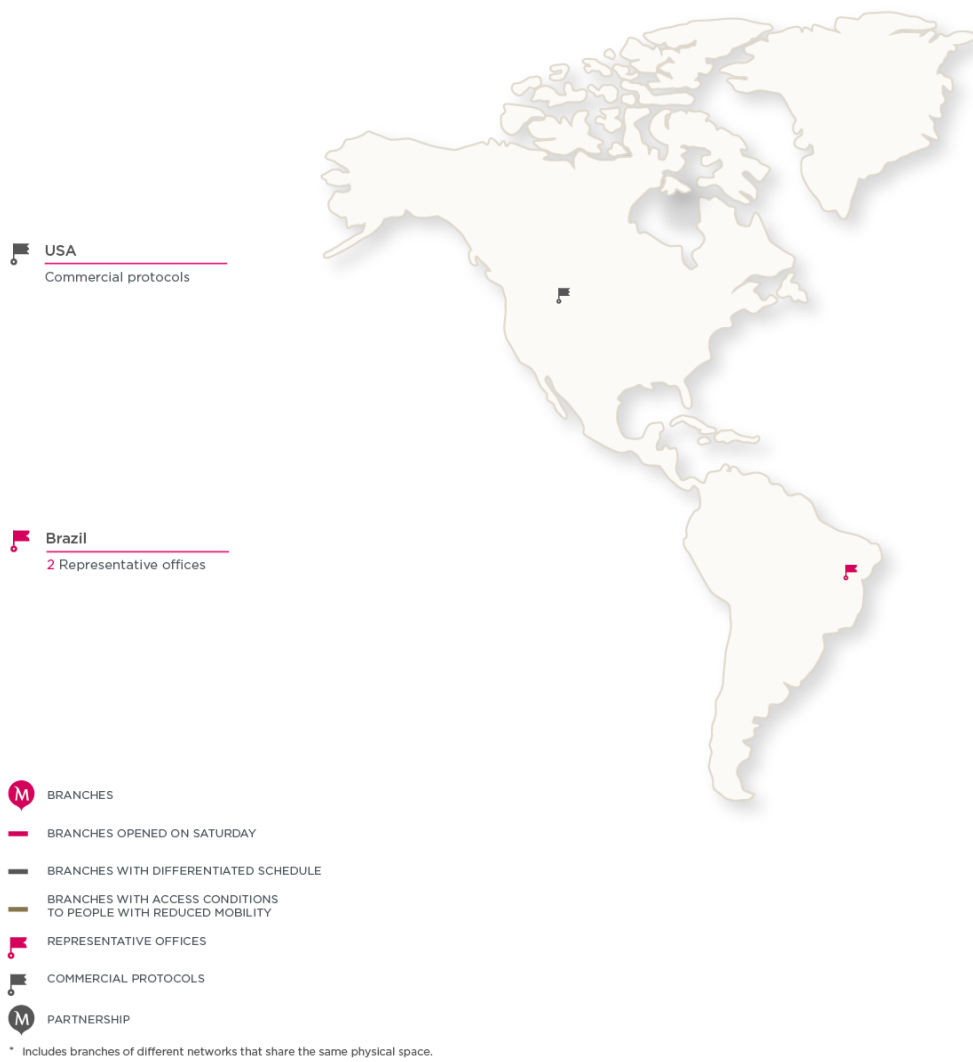 USA
Commercial protocols
Brazil
2 Representative offices
M
BRANCHES
BRANCHES OPENED ON SATURDAY
BRANCHES WITH DIFFERENTIATED SCHEDULE
BRANCHES WITH ACCESS CONDITIONS
TO PEOPLE WITH REDUCED MOBILITY
REPRESENTATIVE OFFICES
COMMERCIAL PROTOCOLS
M
PARTNERSHIP
* Includes branches of different networks that share the same physical space.